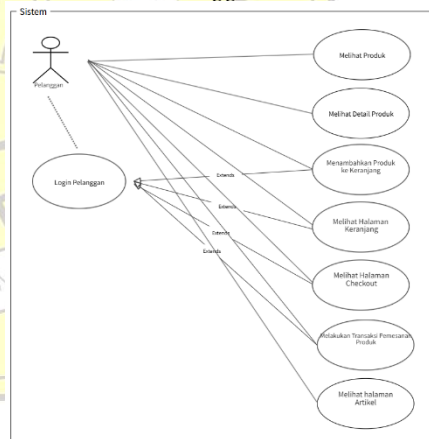 Sistem
Pelanggan
Login Pelanggan
Melihat Produk
Melihat Detail Produk
Menambahkan Produk
ke Keranjang
Extends
Extends
Extends
Melihat Halaman
Keranjang
Melihat Halaman
Checkout
Melakukan Transaksi Pemesanan
Produk
Melihat halaman
Artikel